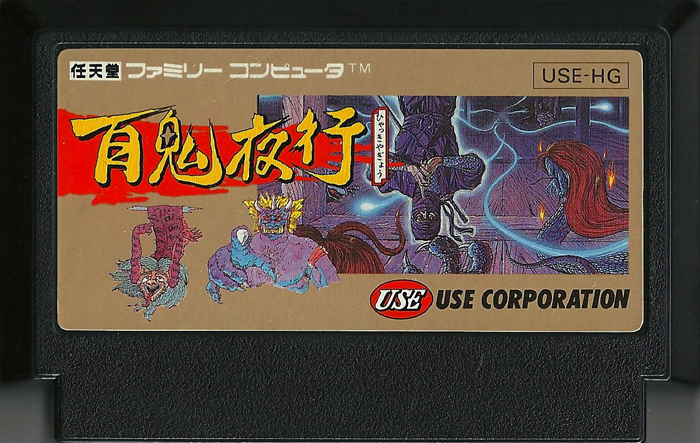 任天堂 ファミリー コンピュータ™
USE-HG
百鬼夜行
ひゃっきやぎょう
USE USE CORPORATION